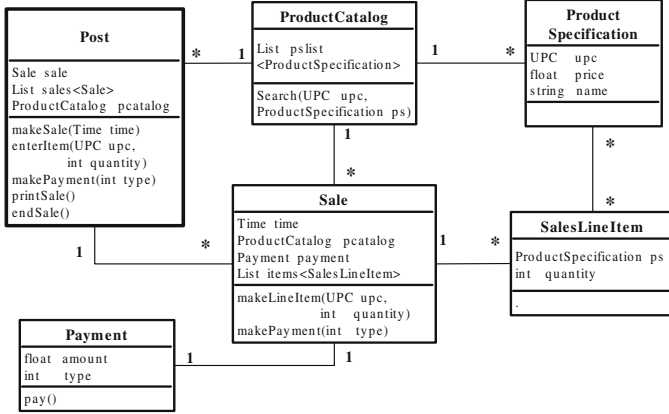 Post
Sale sale
List sales<Sale>
ProductCatalog pcatalog
makeSale(Time time)
enterItem(UPC upc,
int quantity)
makePayment(int type)
printSale()
endSale()
*
1
ProductCatalog
List pslist
<ProductSpecification>
Search(UPC upc,
ProductSpecification ps)
1
*
Product
Specification
UPC upc
float price
string name
1
*
*
*
1
*
Sale
Time time
ProductCatalog pcatalog
Payment payment
List items<SalesLineItem>
makeLineItem(UPC upc,
int quantity)
makePayment(int type)
1
*
SalesLineItem
ProductSpecification ps
int quantity
.
Payment
float amount
int type
pay()
1
1